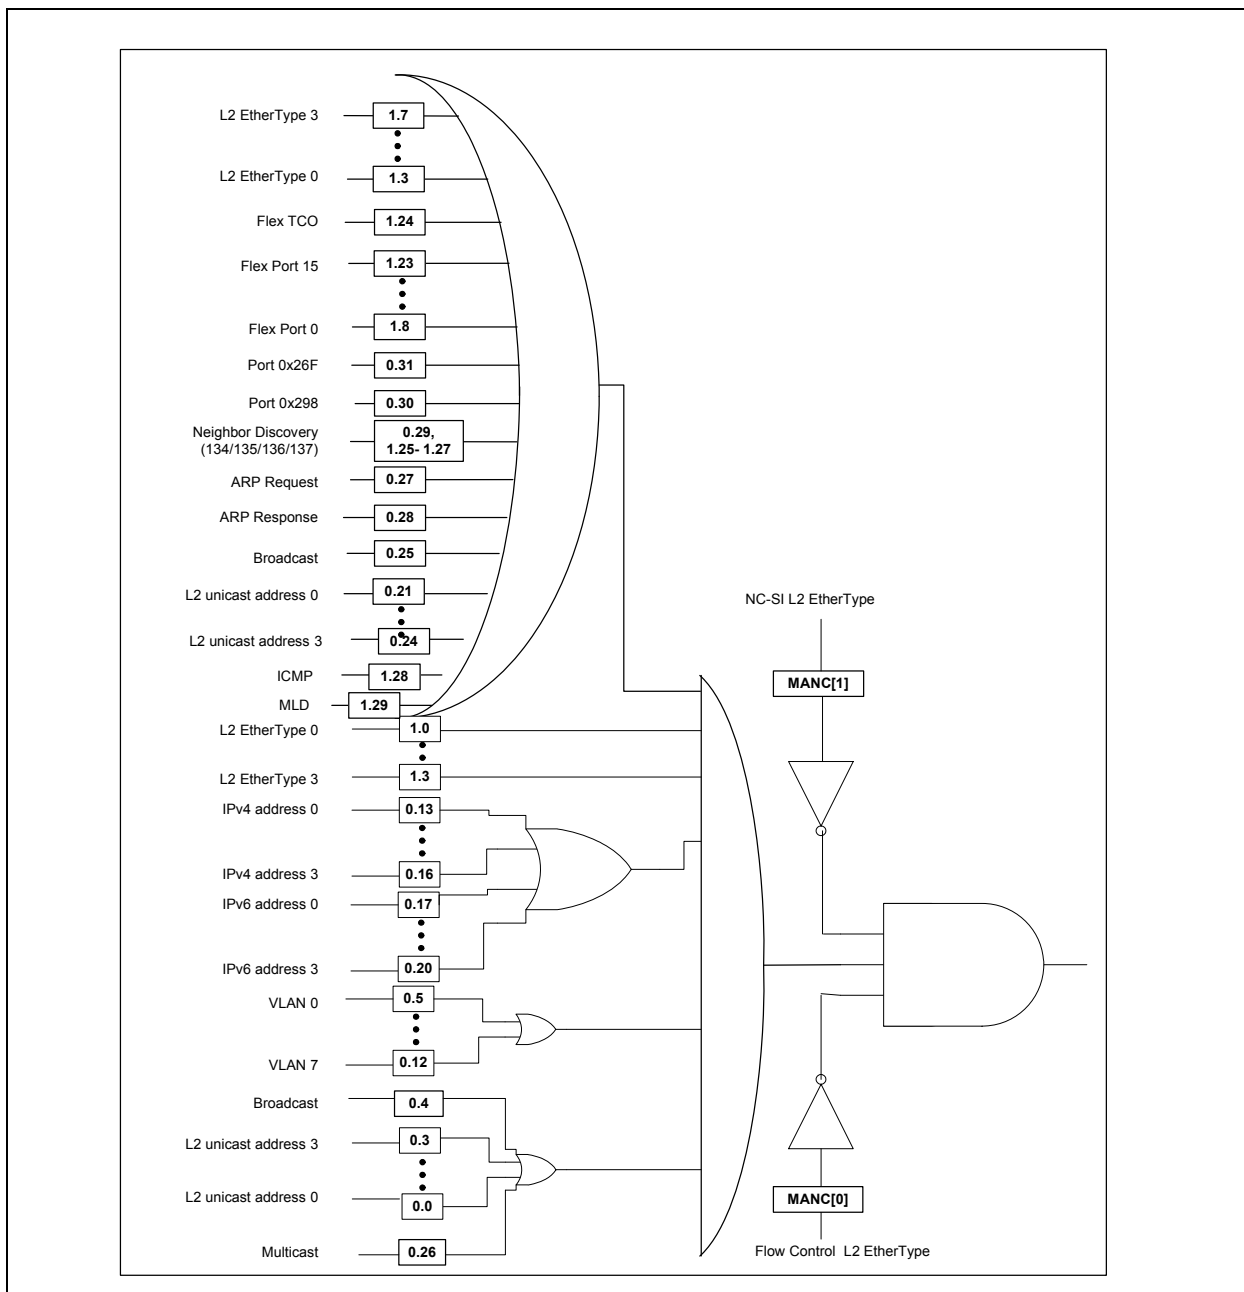 L2 EtherType 3 1.7
L2 EtherType 0 1.3
Flex TCO 1.24
Flex Port 15 1.23
Flex Port 0 1.8
Port 0x26F 0.31
Port 0x298 0.30
Neighbor Discovery 0.29,
(134/135/136/137) 1.25- 1.27
ARP Request 0.27
ARP Response 0.28
Broadcast 0.25
L2 unicast address 0 0.21
L2 unicast address 3 0.24
ICMP 1.28
MLD 1.29
L2 EtherType 0 1.0
L2 EtherType 3 1.3
IPv4 address 0 0.13
IPv4 address 3 0.16
IPv6 address 0 0.17
IPv6 address 3 0.20
VLAN 0 0.5
VLAN 7 0.12
Broadcast 0.4
L2 unicast address 3 0.3
L2 unicast address 0 0.0
Multicast 0.26
NC-SI L2 EtherType
MANC[1]
MANC[0]
Flow Control L2 EtherType